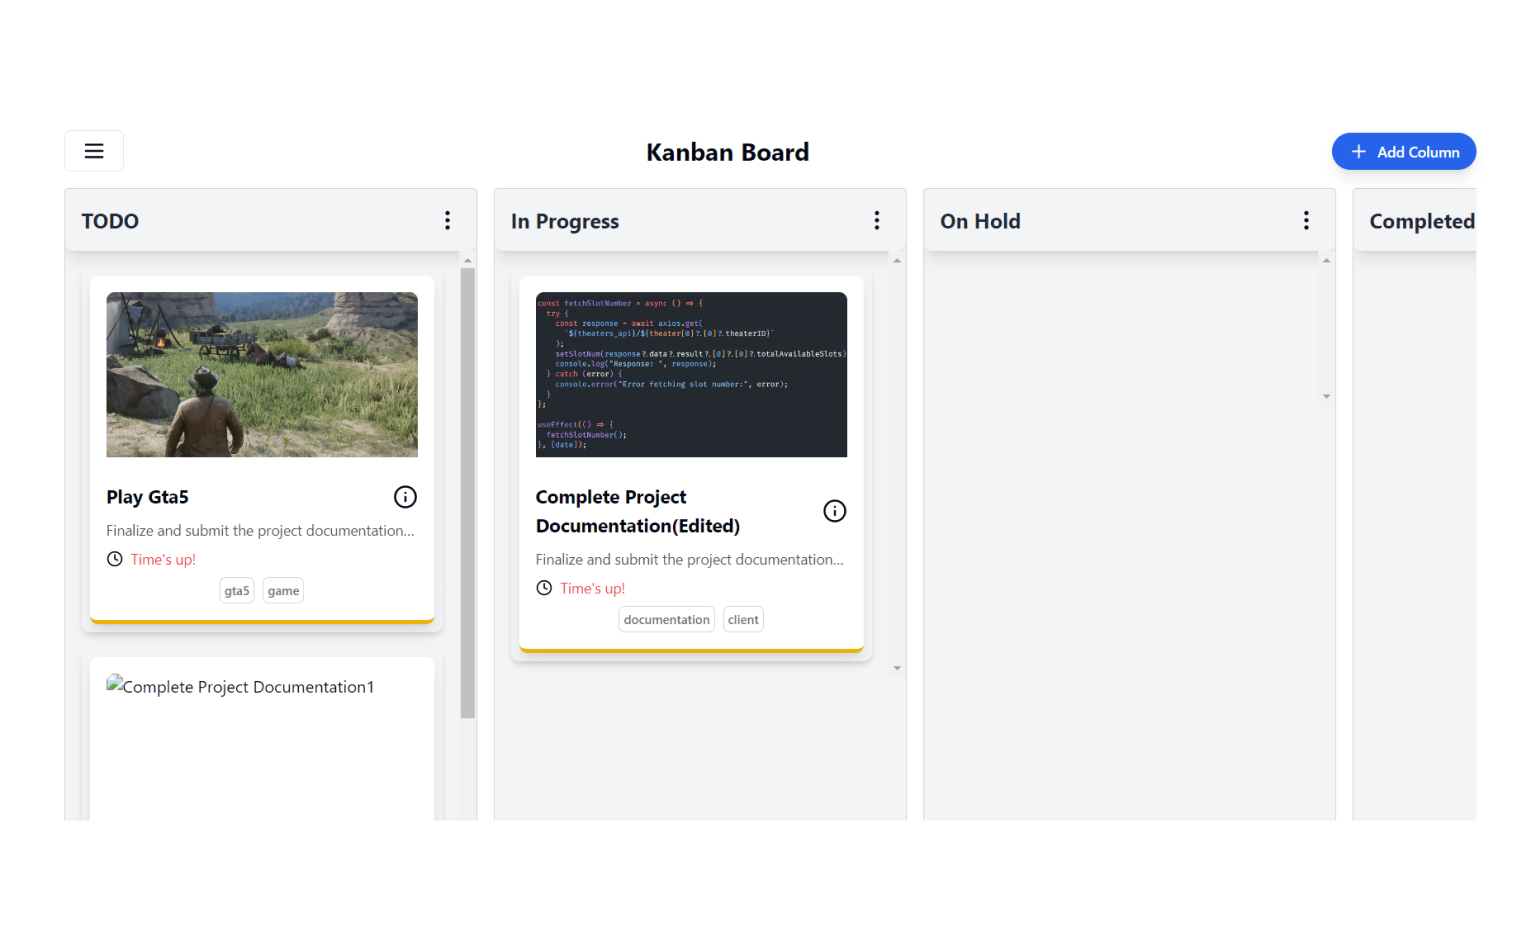 Kanban Board
Add Column
TODO
In Progress
On Hold
Completed
Play Gta5
Finalize and submit the project documentation...
Time's up!
gta5 game
Complete Project Documentation1
const fetchSlotNumber = async () => {
try {
const response = await axios.get(
`${theaters_api}/${theater[0]?.[0]?.theaterID}`
);
setSlotNum(response?.data?.result?.[0]?.[0]?.totalAvailableSlots)
console.log("Response: ", response);
} catch (error) {
console.error("Error fetching slot number:", error);
}
};
useEffect(() => {
fetchSlotNumber();
}, [date]);
Complete Project
Documentation(Edited)
Finalize and submit the project documentation...
Time's up!
documentation client